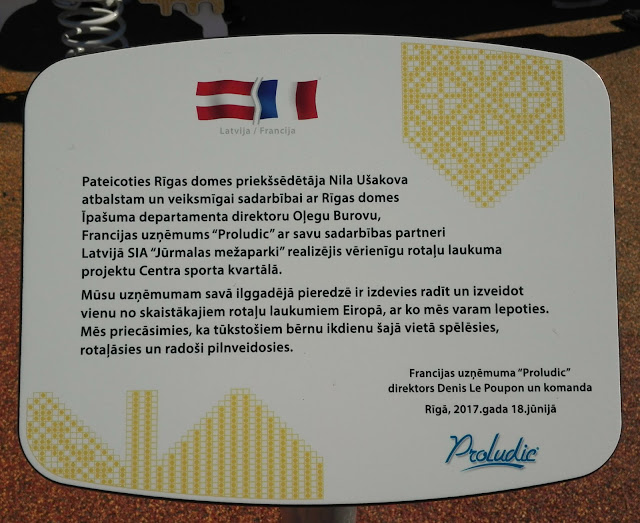 Latvija / Francija
Pateicoties Rīgas domes priekšsēdētāja Nila Ušakova
atbalstam un veiksmīgai sadarbībai ar Rīgas domes
Īpašuma departamenta direktoru Oļegu Burovu,
Francijas uzņēmums “Proludic” ar savu sadarbības partneri
Latvijā SIA “Jūrmalas mežaparki” realizējis vērienīgu rotaļu laukuma
projektu Centra sporta kvartālā.
Mūsu uzņēmumam savā ilggadējā pieredzē ir izdevies radīt un izveidot
vienu no skaistākajiem rotaļu laukumiem Eiropā, ar ko mēs varam lepoties.
Mēs priecāsimies, ka tūkstošiem bērnu ikdienu šajā vietā spēlēsies,
rotaļāsies un radoši pilnveidosies.
Francijas uzņēmuma “Proludic”
direktors Denis Le Poupon un komanda
Rīgā, 2017.gada 18.jūnijā
Proludic